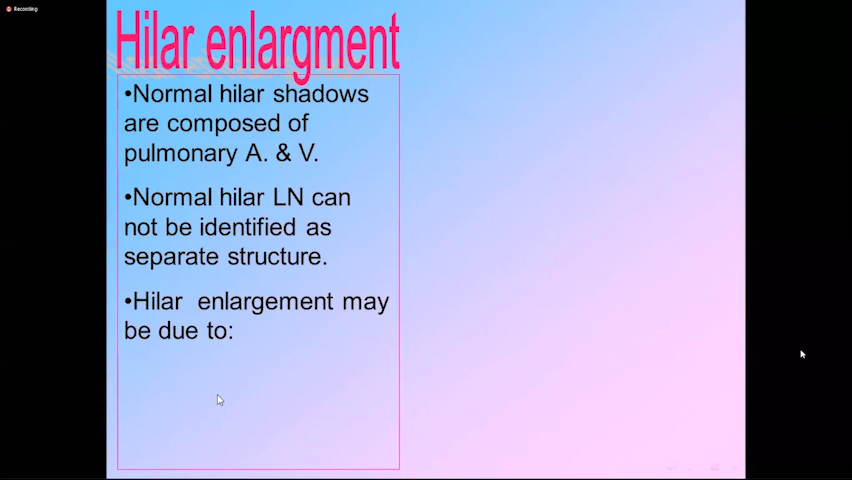 Recording
Hilar enlargment
•Normal hilar shadows
are composed of
pulmonary A. & V.
•Normal hilar LN can
not be identified as
separate structure.
•Hilar enlargement may
be due to: